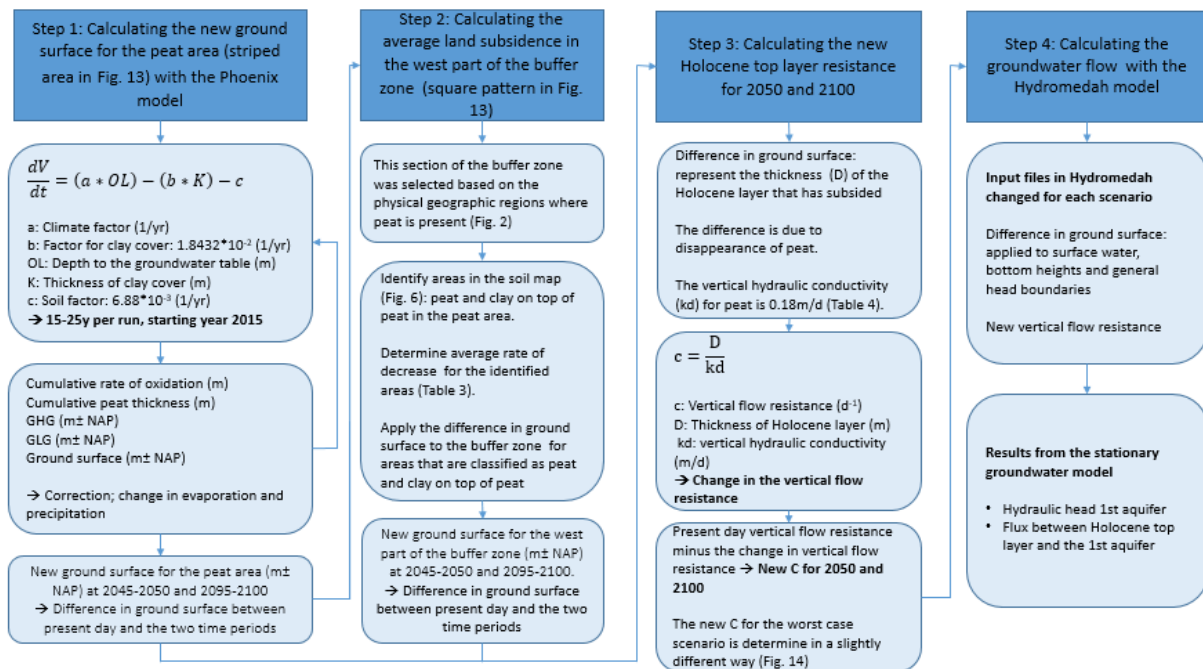 Step 1: Calculating the new ground
surface for the peat area (striped
area in Fig. 13) with the Phoenix
model
dV/dt = (a * OL) − (b * K) − c
a: Climate factor (1/yr)
b: Factor for clay cover: 1.8432*10⁻² (1/yr)
OL: Depth to the groundwater table (m)
K: Thickness of clay cover (m)
c: Soil factor: 6.88*10⁻³ (1/yr)
→ 15-25y per run, starting year 2015
Cumulative rate of oxidation (m)
Cumulative peat thickness (m)
GHG (m± NAP)
GLG (m± NAP)
Ground surface (m± NAP)
→ Correction; change in evaporation and
precipitation
New ground surface for the peat area (m±
NAP) at 2045-2050 and 2095-2100
→ Difference in ground surface between
present day and the two time periods
Step 2: Calculating the
average land subsidence in
the west part of the buffer
zone (square pattern in Fig.
13)
This section of the buffer zone
was selected based on the
physical geographic regions where
peat is present (Fig. 2)
Identify areas in the soil map
(Fig. 6): peat and clay on top of
peat in the peat area.
Determine average rate of
decrease for the identified
areas (Table 3).
Apply the difference in ground
surface to the buffer zone for
areas that are classified as peat
and clay on top of peat
New ground surface for the west
part of the buffer zone (m± NAP)
at 2045-2050 and 2095-2100.
→ Difference in ground surface
between present day and the two
time periods
Step 3: Calculating the new
Holocene top layer resistance
for 2050 and 2100
Difference in ground surface:
represent the thickness (D) of the
Holocene layer that has subsided
The difference is due to
disappearance of peat.
The vertical hydraulic conductivity
(kd) for peat is 0.18m/d (Table 4).
c = D/kd
c: Vertical flow resistance (d⁻¹)
D: Thickness of Holocene layer (m)
kd: vertical hydraulic conductivity
(m/d)
→ Change in the vertical flow
resistance
Present day vertical flow resistance
minus the change in vertical flow
resistance → New C for 2050 and
2100
The new C for the worst case
scenario is determine in a slightly
different way (Fig. 14)
Step 4: Calculating the
groundwater flow with the
Hydromedah model
Input files in Hydromedah
changed for each scenario
Difference in ground surface:
applied to surface water,
bottom heights and general
head boundaries
New vertical flow resistance
Results from the stationary
groundwater model
• Hydraulic head 1st aquifer
• Flux between Holocene top
layer and the 1st aquifer